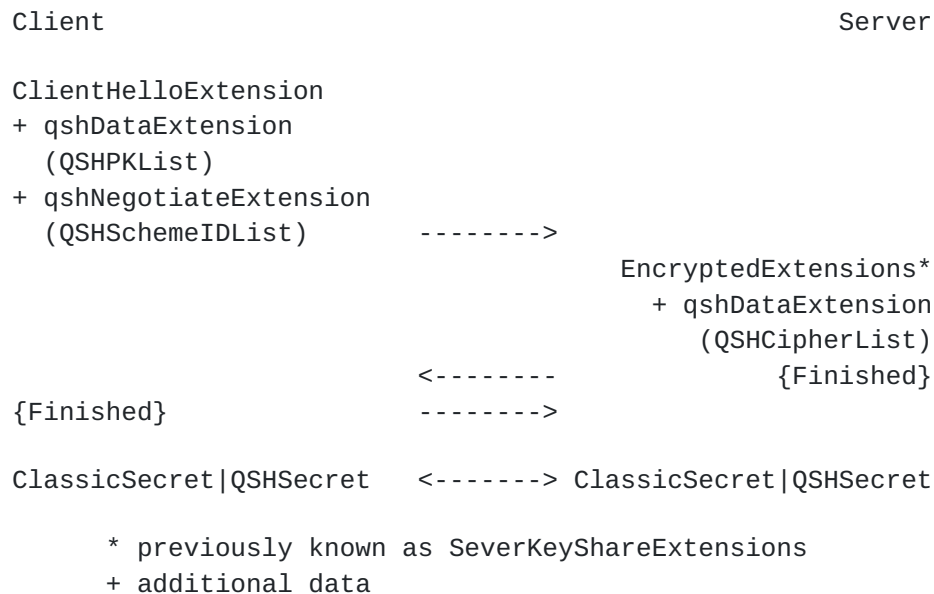 Client Server
ClientHelloExtension
+ qshDataExtension
(QSHPKList)
+ qshNegotiateExtension
(QSHSchemeIDList) -------->
EncryptedExtensions*
+ qshDataExtension
(QSHCipherList)
<-------- {Finished}
{Finished} -------->
ClassicSecret|QSHSecret <-------> ClassicSecret|QSHSecret
* previously known as SeverKeyShareExtensions
+ additional data